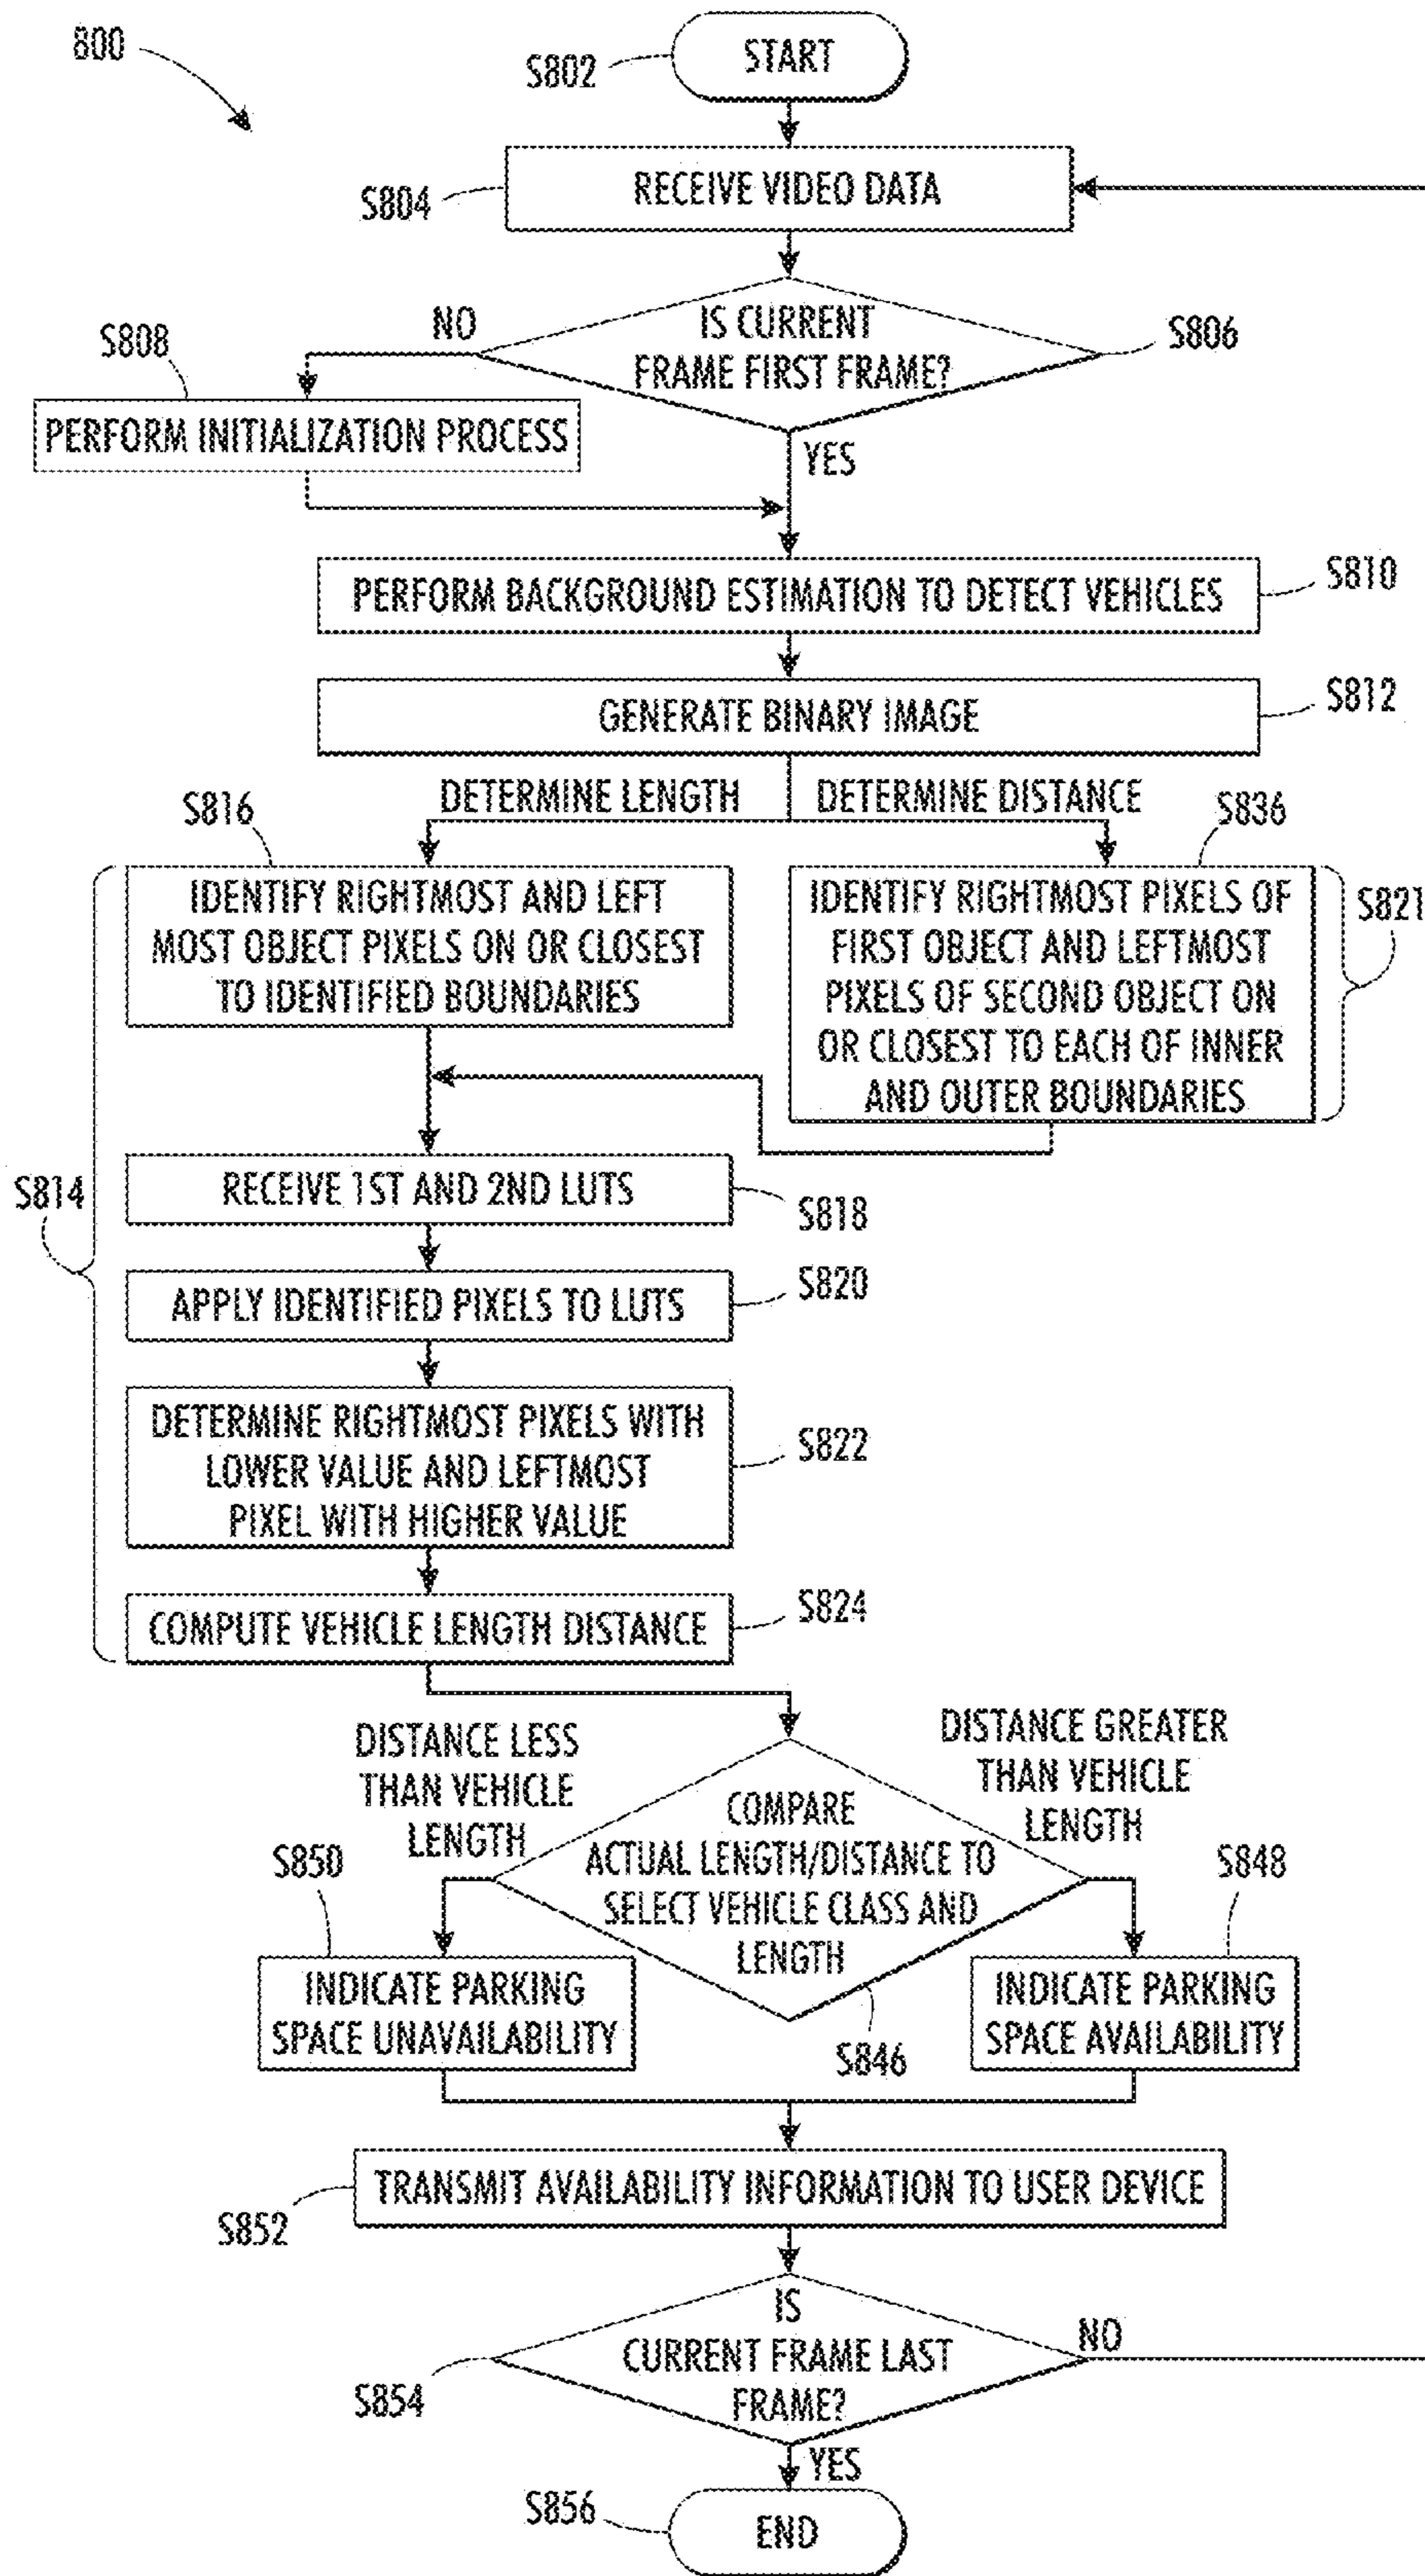 800
S802
START
S804
RECEIVE VIDEO DATA
NO
IS CURRENT
FRAME FIRST FRAME?
S806
S808
PERFORM INITIALIZATION PROCESS
YES
PERFORM BACKGROUND ESTIMATION TO DETECT VEHICLES
S810
GENERATE BINARY IMAGE
S812
DETERMINE LENGTH
DETERMINE DISTANCE
S816
S836
IDENTIFY RIGHTMOST AND LEFT
MOST OBJECT PIXELS ON OR CLOSEST
TO IDENTIFIED BOUNDARIES
IDENTIFY RIGHTMOST PIXELS OF
FIRST OBJECT AND LEFTMOST
PIXELS OF SECOND OBJECT ON
OR CLOSEST TO EACH OF INNER
AND OUTER BOUNDARIES
S821
S814
RECEIVE 1ST AND 2ND LUTS
S818
APPLY IDENTIFIED PIXELS TO LUTS
S820
DETERMINE RIGHTMOST PIXELS WITH
LOWER VALUE AND LEFTMOST
PIXEL WITH HIGHER VALUE
S822
COMPUTE VEHICLE LENGTH DISTANCE
S824
DISTANCE LESS
THAN VEHICLE
LENGTH
DISTANCE GREATER
THAN VEHICLE
LENGTH
COMPARE
ACTUAL LENGTH/DISTANCE TO
SELECT VEHICLE CLASS AND
LENGTH
S846
S850
INDICATE PARKING
SPACE UNAVAILABILITY
S848
INDICATE PARKING
SPACE AVAILABILITY
TRANSMIT AVAILABILITY INFORMATION TO USER DEVICE
S852
IS
CURRENT FRAME LAST
FRAME?
NO
S854
YES
S856
END